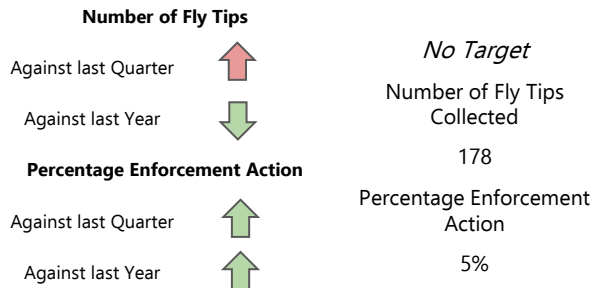 Number of Fly Tips
Against last Quarter
Against last Year
Percentage Enforcement Action
Against last Quarter
Against last Year
No Target
Number of Fly Tips
Collected
178
Percentage Enforcement
Action
5%